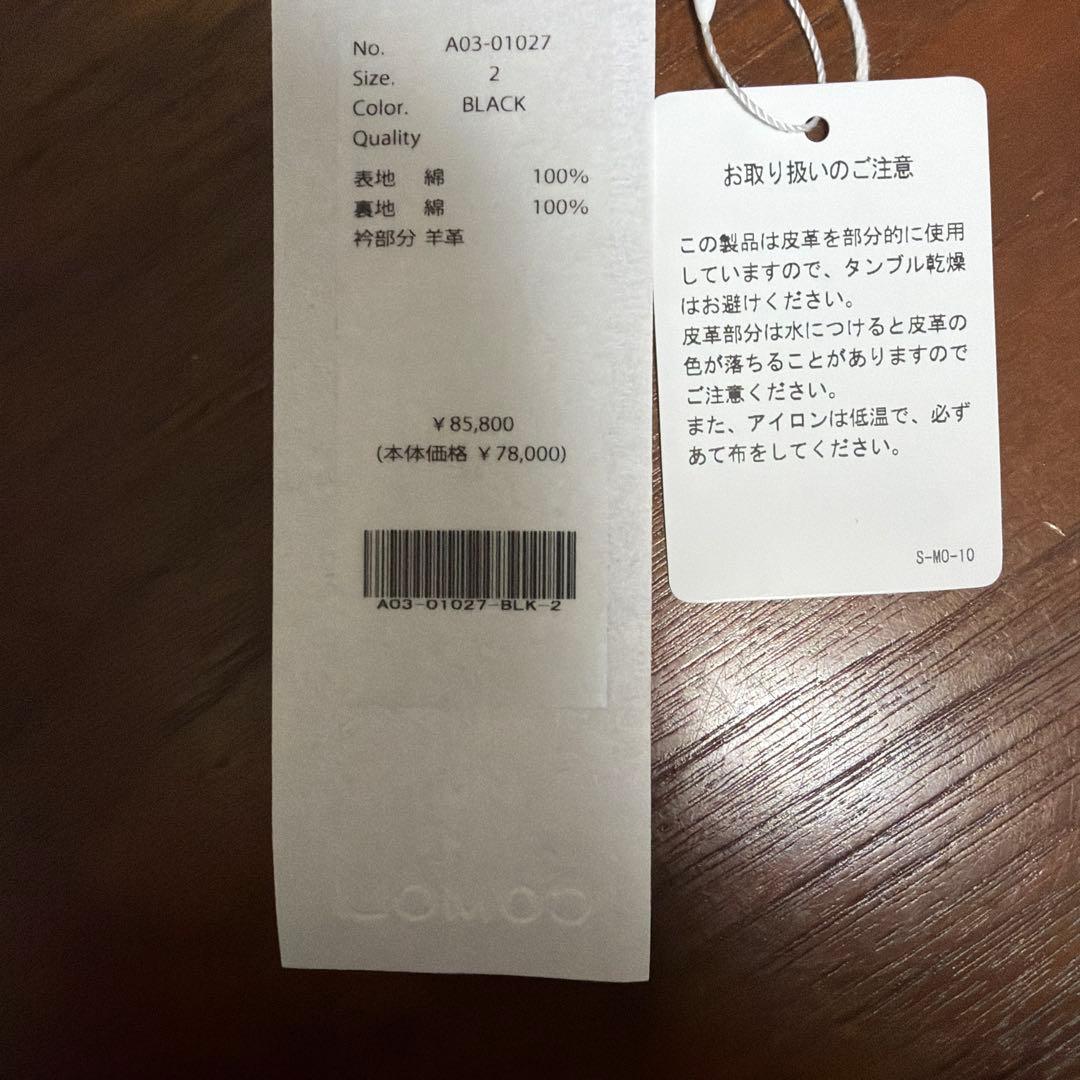 No. A03-01027
Size. 2
Color. BLACK
Quality
表地 綿 100%
裏地 綿 100%
衿部分 羊革
￥85,800
(本体価格 ￥78,000)
A03-01027-BLK-2
お取り扱いのご注意
この製品は皮革を部分的に使用
していますので、タンブル乾燥
はお避けください。
皮革部分は水につけると皮革の
色が落ちることがありますので
ご注意ください。
また、アイロンは低温で、必ず
あて布をしてください。
S-MO-10